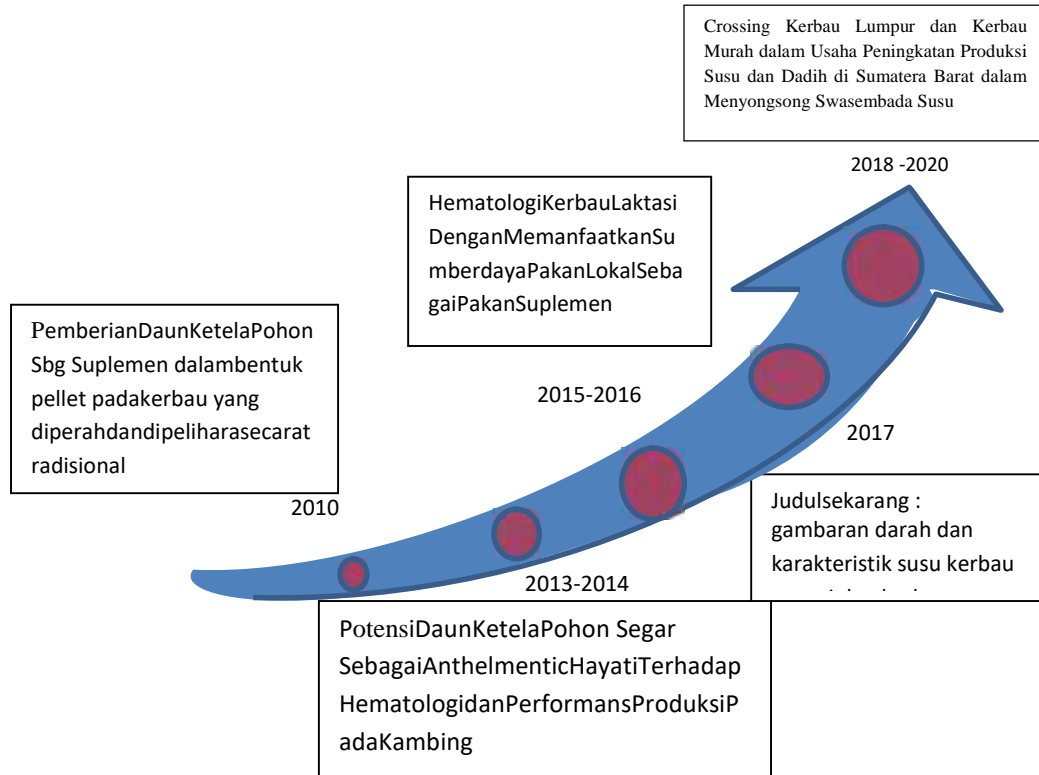 Crossing Kerbau Lumpur dan Kerbau
Murah dalam Usaha Peningkatan Produksi
Susu dan Dadih di Sumatera Barat dalam
Menyongsong Swasembada Susu
2018 -2020
HematologiKerbauLaktasi
DenganMemanfaatkanSu
mberdayaPakanLokalSeba
gaiPakanSuplemen
2015-2016
PemberianDaunKetelaPohon
Sbg Suplemen dalambentuk
pellet padakerbau yang
diperahdandipeliharasecarat
radisional
2010
2017
Judulsekarang :
gambaran darah dan
karakteristik susu kerbau
2013-2014
PotensiDaunKetelaPohon Segar
SebagaiAnthelmenticHayatiTerhadap
HematologidanPerformansProduksiP
adaKambing